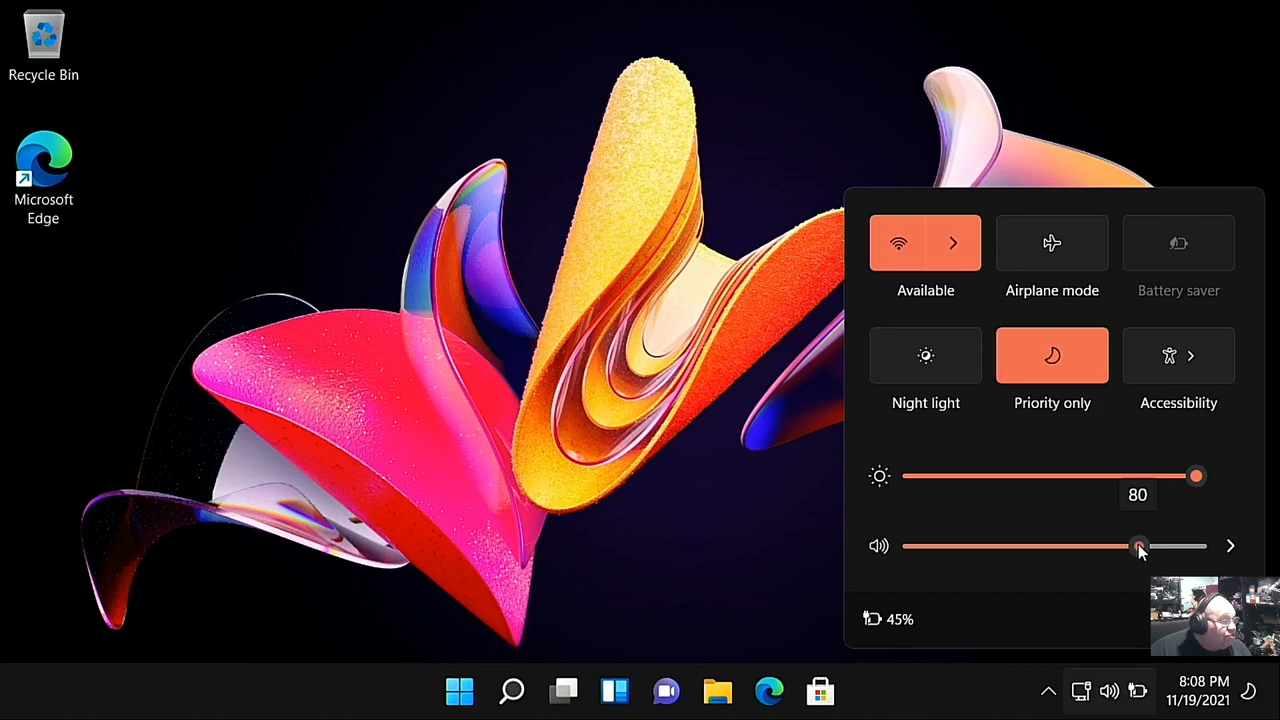 Recycle Bin
Microsoft
Edge
Available
Airplane mode
Battery saver
Night light
Priority only
Accessibility
80
45%
8:08 PM
11/19/2021